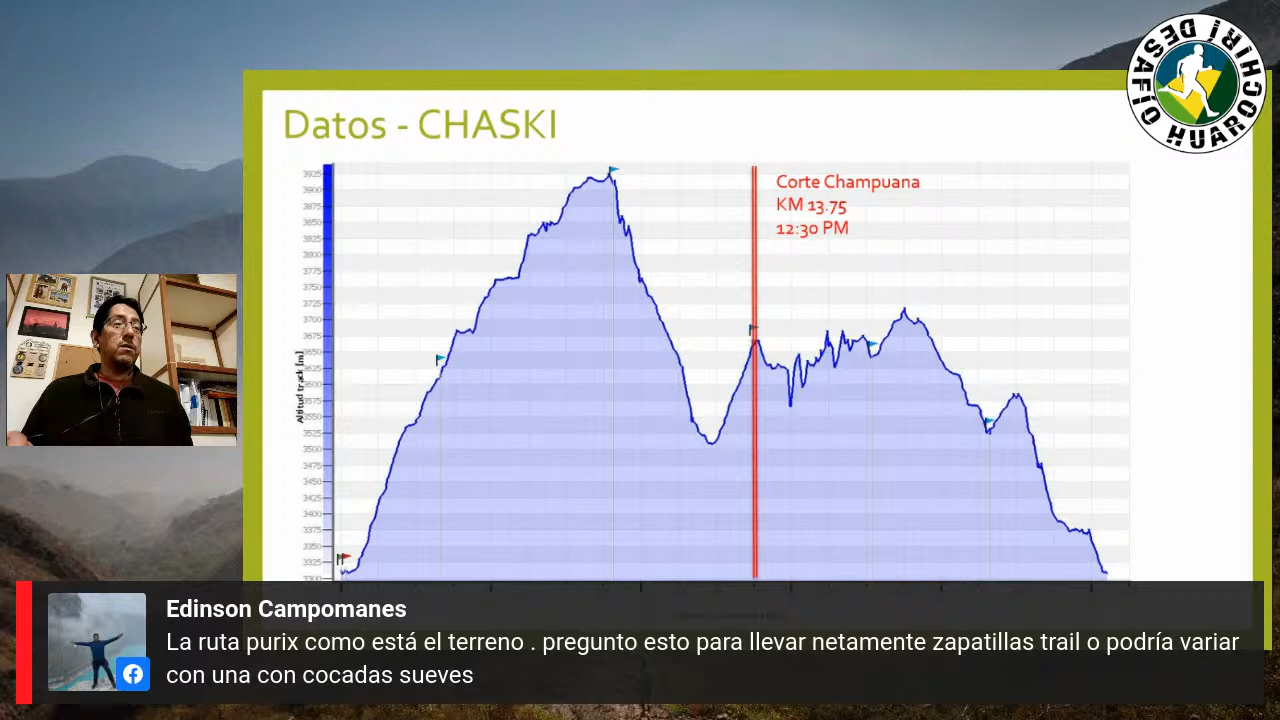 DESAFÍO HUAROCHIRÍ
Datos - CHASKI
Corte Champuana
KM 13.75
12:30 PM
3925
3900
3875
3850
3825
3800
3775
3750
3725
3700
3675
3650
3625
3600
3575
3550
3525
3500
3475
3450
3425
3400
3375
3350
3325
3300
Altitud track [m]
Edinson Campomanes
La ruta purix como está el terreno . pregunto esto para llevar netamente zapatillas trail o podría variar
con una con cocadas sueves